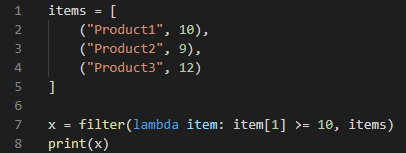 1 items = [
2     ("Product1", 10),
3     ("Product2", 9),
4     ("Product3", 12)
5 ]
6
7 x = filter(lambda item: item[1] >= 10, items)
8 print(x)